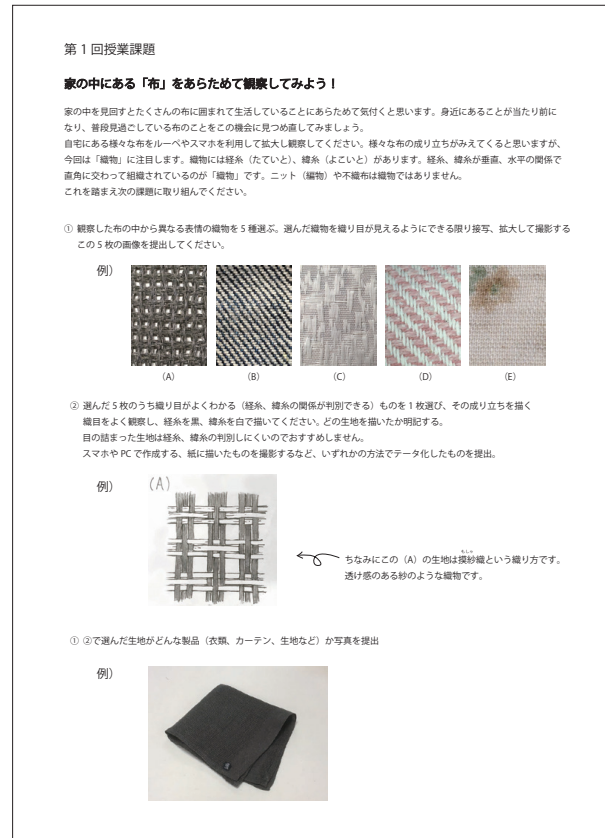 第1回授業課題
家の中にある「布」をあらためて観察してみよう！
家の中を見回すとたくさんの布に囲まれて生活していることにあらためて気付くと思います。身近にあることが当たり前に
なり、普段見過ごしている布のことをこの機会に見つめ直してみましょう。
自宅にある様々な布をルーペやスマホを利用して拡大し観察してください。様々な布の成り立ちがみえてくると思いますが、
今回は「織物」に注目します。織物には経糸（たていと）、緯糸（よこいと）があります。経糸、緯糸が垂直、水平の関係で
直角に交わって組織されているのが「織物」です。ニット（編物）や不織布は織物ではありません。
これを踏まえ次の課題に取り組んでください。
① 観察した布の中から異なる表情の織物を5種選ぶ。選んだ織物を織り目が見えるようにできる限り接写、拡大して撮影する
この5枚の画像を提出してください。
例）
（A）
（B）
（C）
（D）
（E）
② 選んだ5枚のうち織り目がよくわかる（経糸、緯糸の関係が判別できる）ものを1枚選び、その成り立ちを描く
織目をよく観察し、経糸を黒、緯糸を白で描いてください。どの生地を描いたか明記する。
目の詰まった生地は経糸、緯糸の判別しにくいのでおすすめしません。
スマホやPCで作成する、紙に描いたものを撮影するなど、いずれかの方法でテータ化したものを提出。
例）
(A)
もしゃ
ちなみにこの（A）の生地は摸紗織という織り方です。
透け感のある紗のような織物です。
① ②で選んだ生地がどんな製品（衣類、カーテン、生地など）か写真を提出
例）